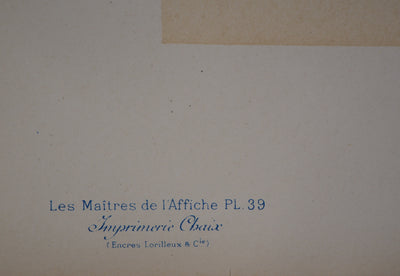 Les Maîtres de l'Affiche PL. 39
Imprimerie Chaix
(Encres Lorilleux & Cie)